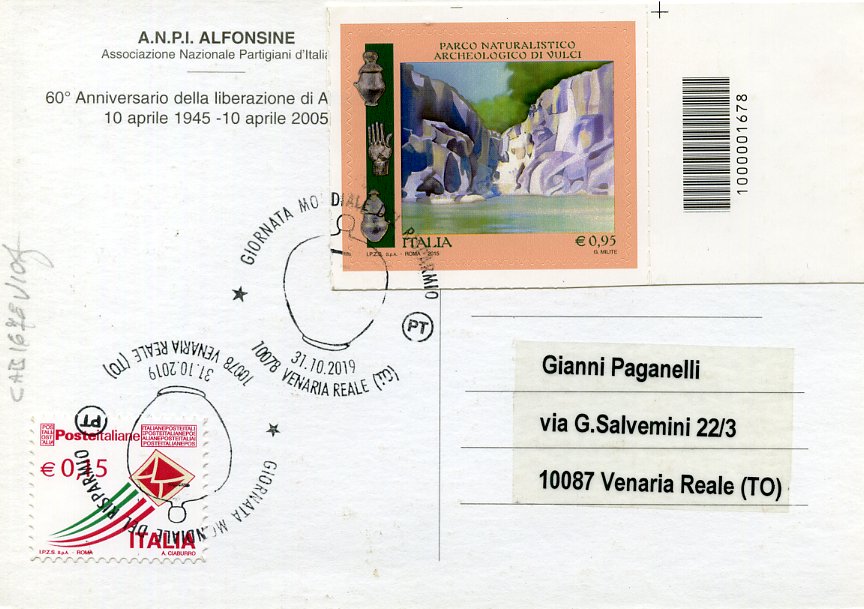 A.N.P.I. ALFONSINE
Associazione Nazionale Partigiani d'Italia
60° Anniversario della liberazione di A
10 aprile 1945 -10 aprile 2005
PARCO NATURALISTICO
ARCHEOLOGICO DI VULCI
ITALIA
€ 0,95
I.P.Z.S. S.p.A. - ROMA - 2015
G. MILITE
1000001678
GIORNATA MONDIALE DEL RISPARMIO
PT
31.10.2019
10078 VENARIA REALE (TO)
Gianni Paganelli
via G.Salvemini 22/3
10087 Venaria Reale (TO)
GIORNATA MONDIALE DEL RISPARMIO
PT
31.10.2019
10078 VENARIA REALE (TO)
Posteitaliane
ITALIA
I.P.Z.S. S.p.A. - ROMA
A. CIABURRO